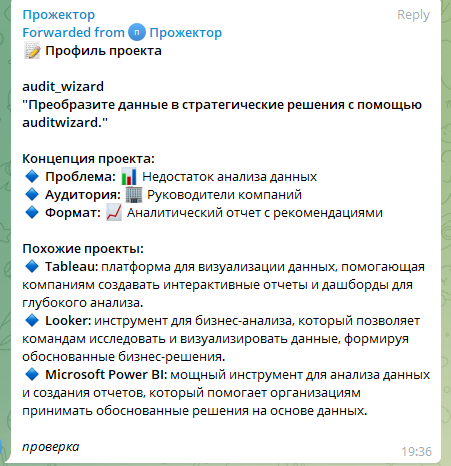 Прожектор Reply
Forwarded from п Прожектор
📝 Профиль проекта
audit_wizard
"Преобразите данные в стратегические решения с помощью
auditwizard."
Концепция проекта:
🔹 Проблема: 📊 Недостаток анализа данных
🔹 Аудитория: 🏢 Руководители компаний
🔹 Формат: 📈 Аналитический отчет с рекомендациями
Похожие проекты:
🔹 Tableau: платформа для визуализации данных, помогающая
компаниям создавать интерактивные отчеты и дашборды для
глубокого анализа.
🔹 Looker: инструмент для бизнес-анализа, который позволяет
командам исследовать и визуализировать данные, формируя
обоснованные бизнес-решения.
🔹 Microsoft Power BI: мощный инструмент для анализа данных
и создания отчетов, который помогает организациям
принимать обоснованные решения на основе данных.
проверка
19:36